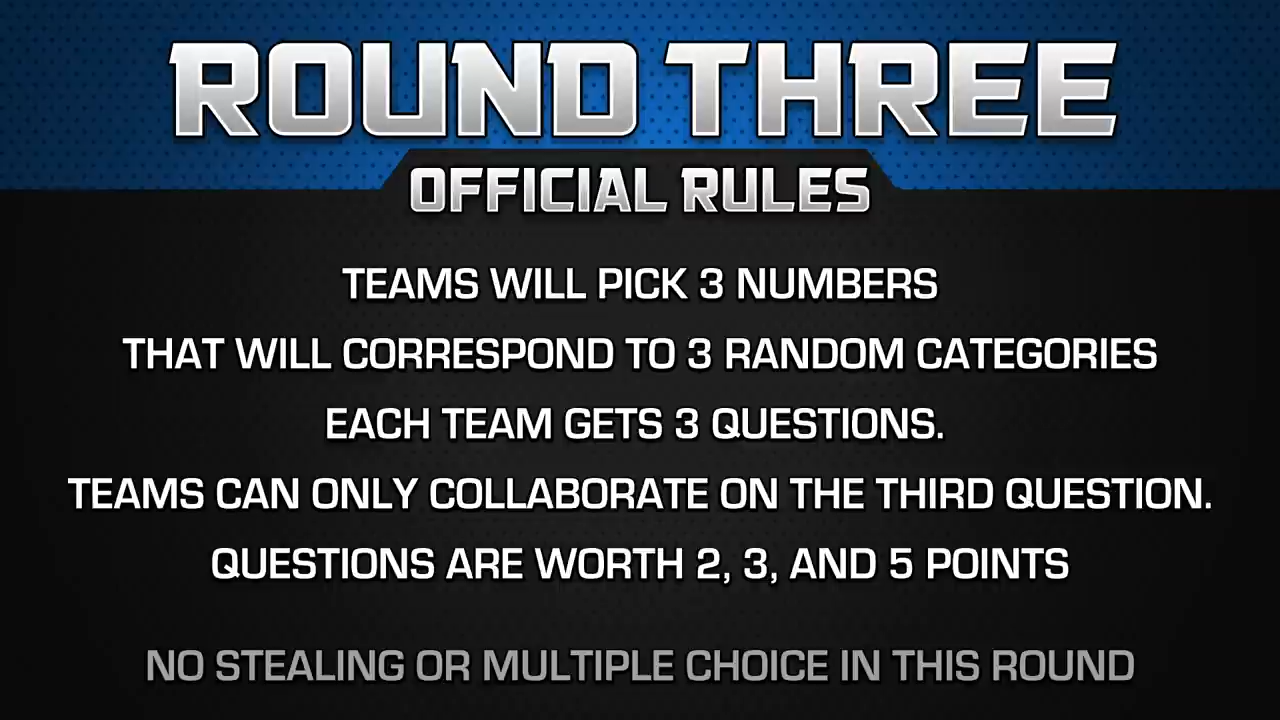 ROUND THREE
OFFICIAL RULES
TEAMS WILL PICK 3 NUMBERS
THAT WILL CORRESPOND TO 3 RANDOM CATEGORIES
EACH TEAM GETS 3 QUESTIONS.
TEAMS CAN ONLY COLLABORATE ON THE THIRD QUESTION.
QUESTIONS ARE WORTH 2, 3, AND 5 POINTS
NO STEALING OR MULTIPLE CHOICE IN THIS ROUND